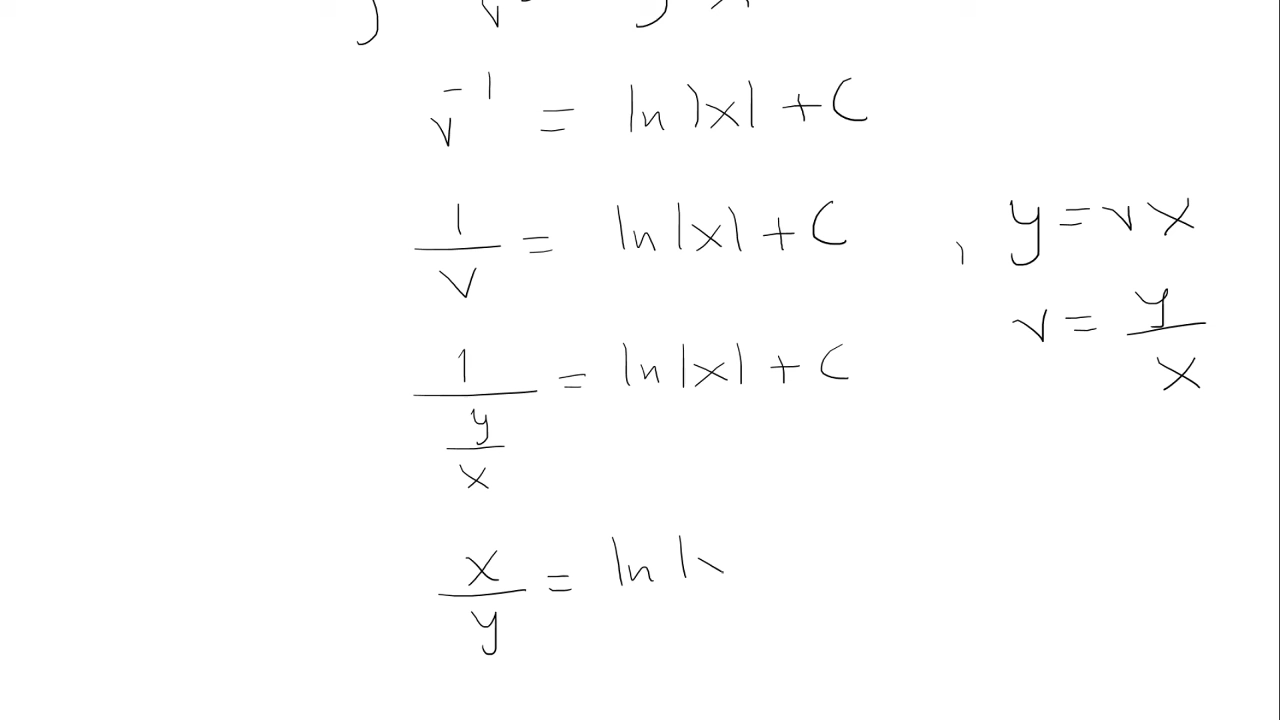 v⁻¹ = ln |x| + C
1/v = ln |x| + C , y = vx
v = y/x
1/(y/x) = ln |x| + C
x/y = ln |